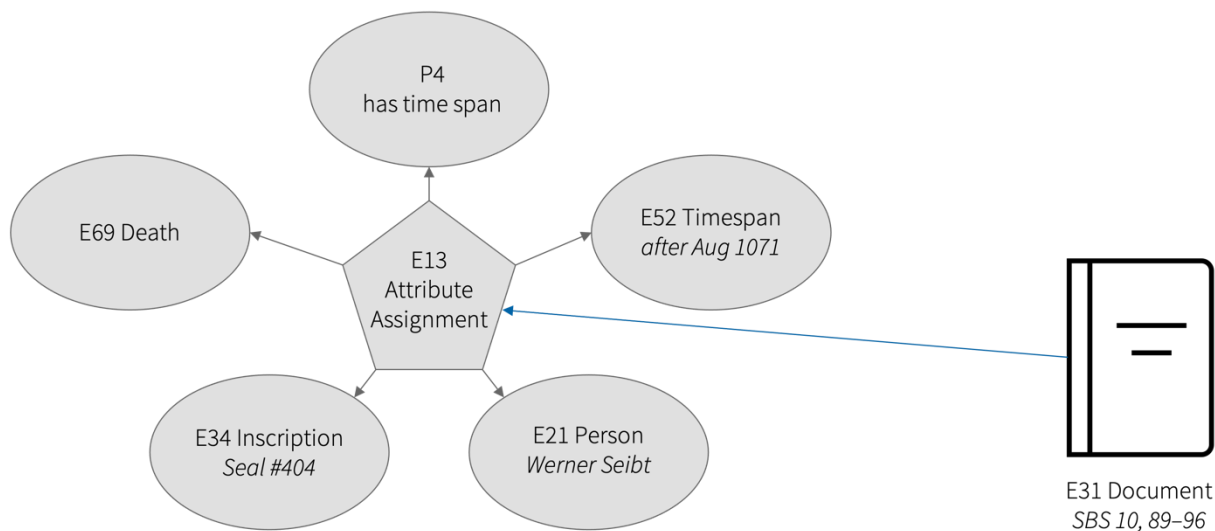 P4
has time span
E69 Death
E52 Timespan
after Aug 1071
E13
Attribute
Assignment
E34 Inscription
Seal #404
E21 Person
Werner Seibt
E31 Document
SBS 10, 89–96